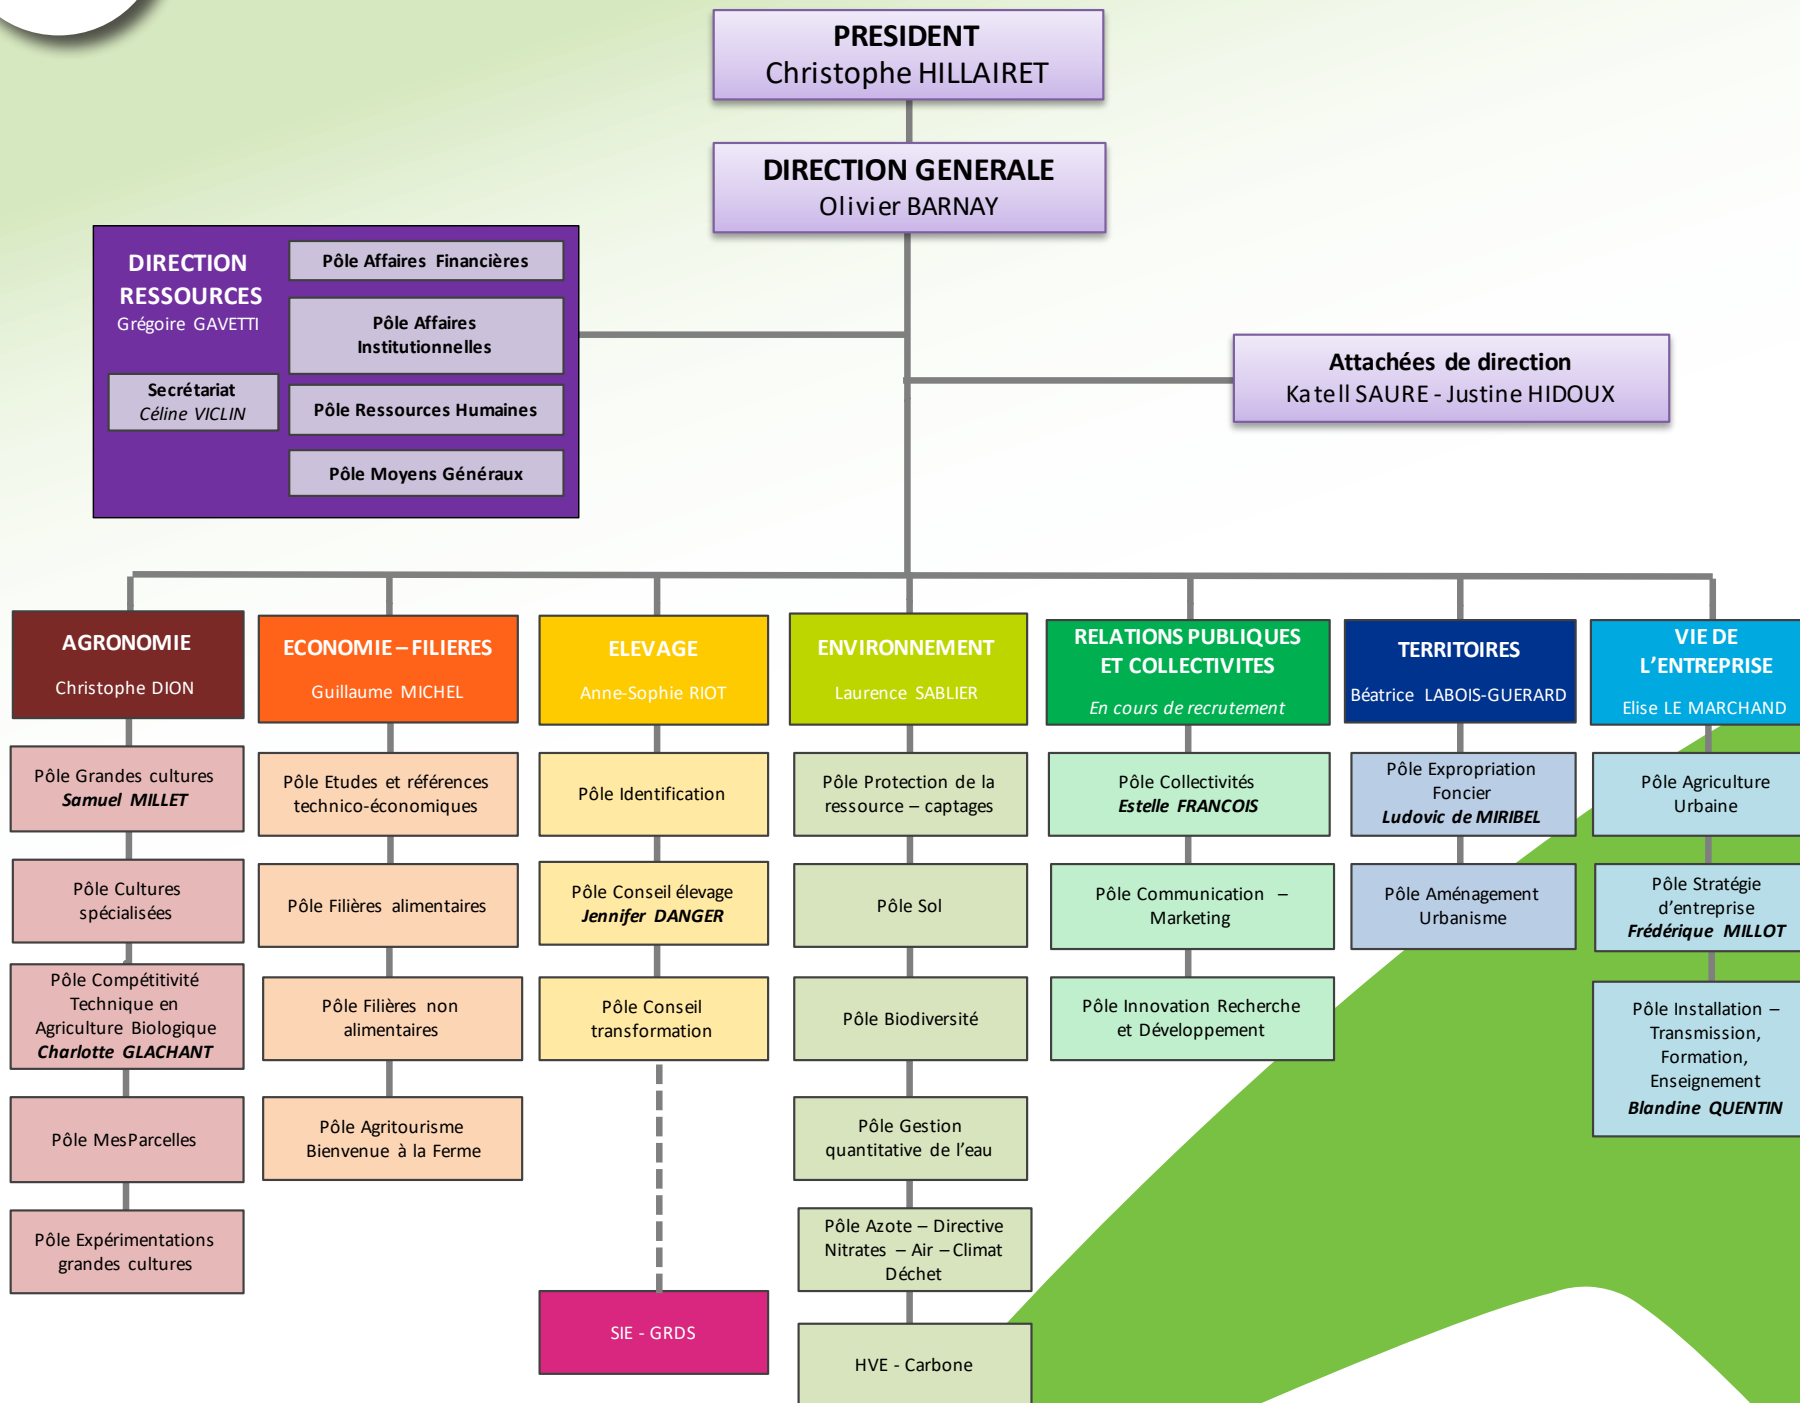 PRESIDENT
Christophe HILLAIRET
DIRECTION GENERALE
Olivier BARNAY
DIRECTION
RESSOURCES
Grégoire GAVETTI
Secrétariat
Céline VICLIN
Pôle Affaires Financières
Pôle Affaires
Institutionnelles
Pôle Ressources Humaines
Pôle Moyens Généraux
Attachées de direction
Katell SAURE - Justine HIDOUX
AGRONOMIE
Christophe DION
Pôle Grandes cultures
Samuel MILLET
Pôle Cultures
spécialisées
Pôle Compétitivité
Technique en
Agriculture Biologique
Charlotte GLACHANT
Pôle MesParcelles
Pôle Expérimentations
grandes cultures
ECONOMIE – FILIERES
Guillaume MICHEL
Pôle Etudes et références
technico-économiques
Pôle Filières alimentaires
Pôle Filières non
alimentaires
Pôle Agritourisme
Bienvenue à la Ferme
ELEVAGE
Anne-Sophie RIOT
Pôle Identification
Pôle Conseil élevage
Jennifer DANGER
Pôle Conseil
transformation
SIE - GRDS
ENVIRONNEMENT
Laurence SABLIER
Pôle Protection de la
ressource – captages
Pôle Sol
Pôle Biodiversité
Pôle Gestion
quantitative de l'eau
Pôle Azote – Directive
Nitrates – Air – Climat
Déchet
HVE - Carbone
RELATIONS PUBLIQUES
ET COLLECTIVITES
En cours de recrutement
Pôle Collectivités
Estelle FRANCOIS
Pôle Communication –
Marketing
Pôle Innovation Recherche
et Développement
TERRITOIRES
Béatrice LABOIS-GUERARD
Pôle Expropriation
Foncier
Ludovic de MIRIBEL
Pôle Aménagement
Urbanisme
VIE DE
L'ENTREPRISE
Elise LE MARCHAND
Pôle Agriculture
Urbaine
Pôle Stratégie
d'entreprise
Frédérique MILLOT
Pôle Installation –
Transmission,
Formation,
Enseignement
Blandine QUENTIN